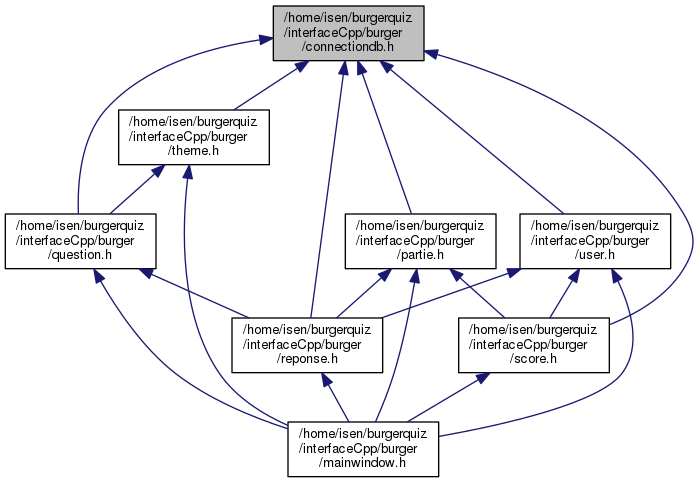 /home/isen/burgerquiz
/interfaceCpp/burger
/connectiondb.h
/home/isen/burgerquiz
/interfaceCpp/burger
/theme.h
/home/isen/burgerquiz
/interfaceCpp/burger
/question.h
/home/isen/burgerquiz
/interfaceCpp/burger
/partie.h
/home/isen/burgerquiz
/interfaceCpp/burger
/user.h
/home/isen/burgerquiz
/interfaceCpp/burger
/reponse.h
/home/isen/burgerquiz
/interfaceCpp/burger
/score.h
/home/isen/burgerquiz
/interfaceCpp/burger
/mainwindow.h